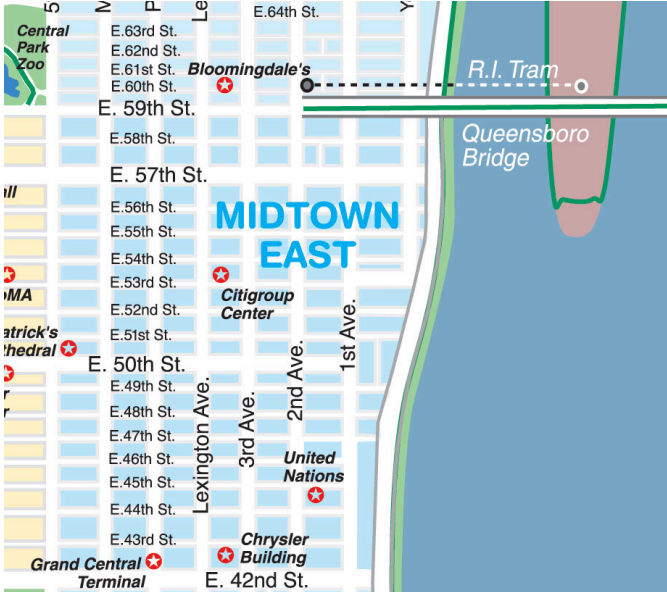 E.64th St.
Central
Park
Zoo
E.63rd St.
E.62nd St.
E.61st St.
Bloomingdale's
E.60th St.
R.I. Tram
E. 59th St.
Queensboro
Bridge
E.58th St.
E. 57th St.
E.56th St.
MIDTOWN
EAST
E.55th St.
E.54th St.
E.53rd St.
Citigroup
Center
E.52nd St.
E.51st St.
E. 50th St.
1st Ave.
2nd Ave.
3rd Ave.
Lexington Ave.
E.49th St.
E.48th St.
E.47th St.
E.46th St.
United
Nations
E.45th St.
E.44th St.
E.43rd St.
Chrysler
Building
Grand Central
Terminal
E. 42nd St.